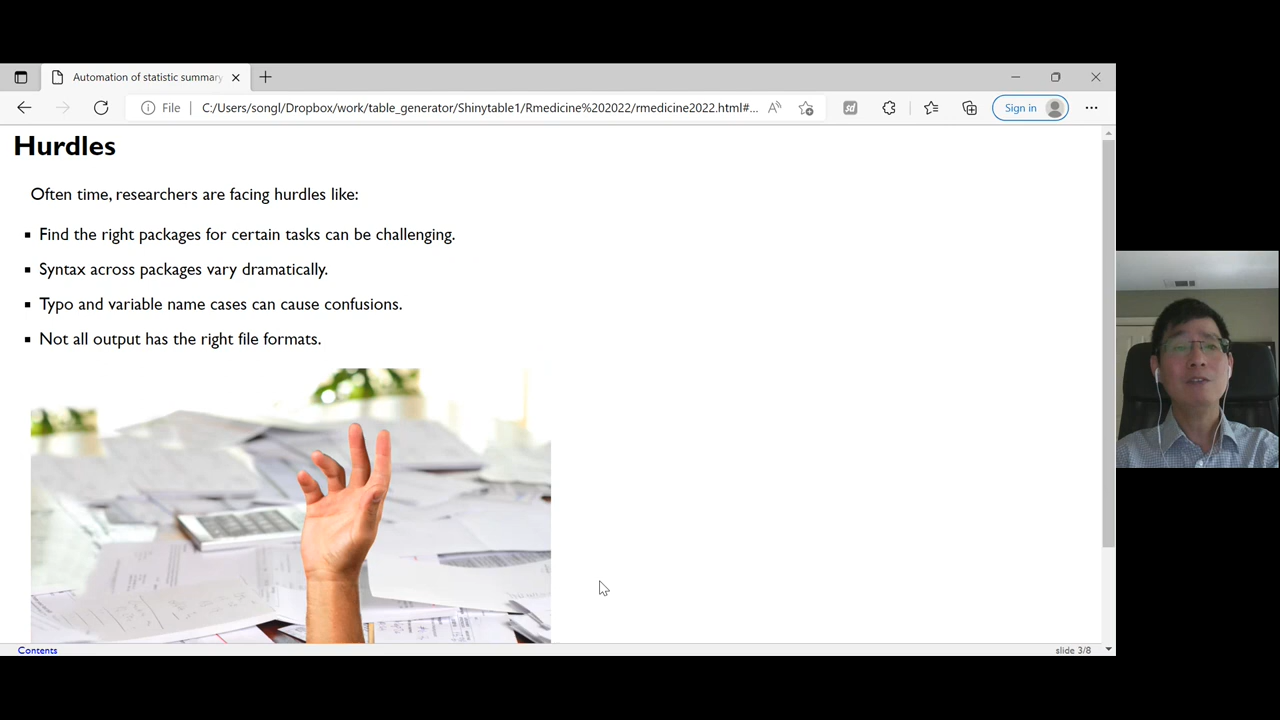 Automation of statistic summary
File
C:/Users/songl/Dropbox/work/table_generator/Shinytable1/Rmedicine%202022/rmedicine2022.html#...
A
sd
Sign in
Hurdles
Often time, researchers are facing hurdles like:
Find the right packages for certain tasks can be challenging.
Syntax across packages vary dramatically.
Typo and variable name cases can cause confusions.
Not all output has the right file formats.
Contents
slide 3/8